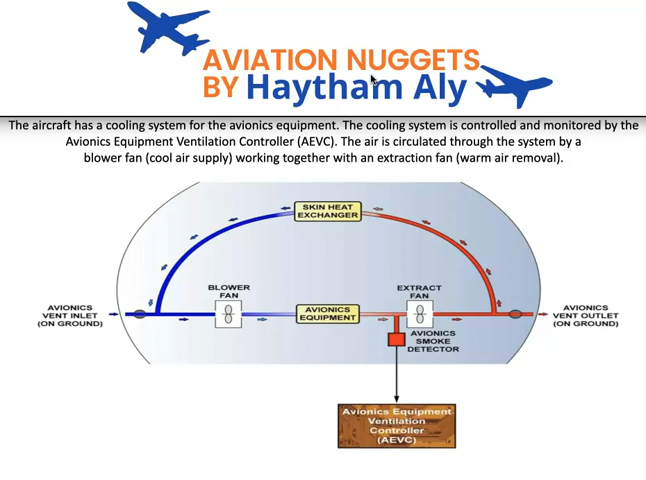 AVIATION NUGGETS
BY Haytham Aly
The aircraft has a cooling system for the avionics equipment. The cooling system is controlled and monitored by the
Avionics Equipment Ventilation Controller (AEVC). The air is circulated through the system by a
blower fan (cool air supply) working together with an extraction fan (warm air removal).
SKIN HEAT
EXCHANGER
BLOWER
FAN
EXTRACT
FAN
AVIONICS
VENT INLET
(ON GROUND)
AVIONICS
EQUIPMENT
AVIONICS
VENT OUTLET
(ON GROUND)
AVIONICS
SMOKE
DETECTOR
Avionics Equipment
Ventilation
Controller
(AEVC)